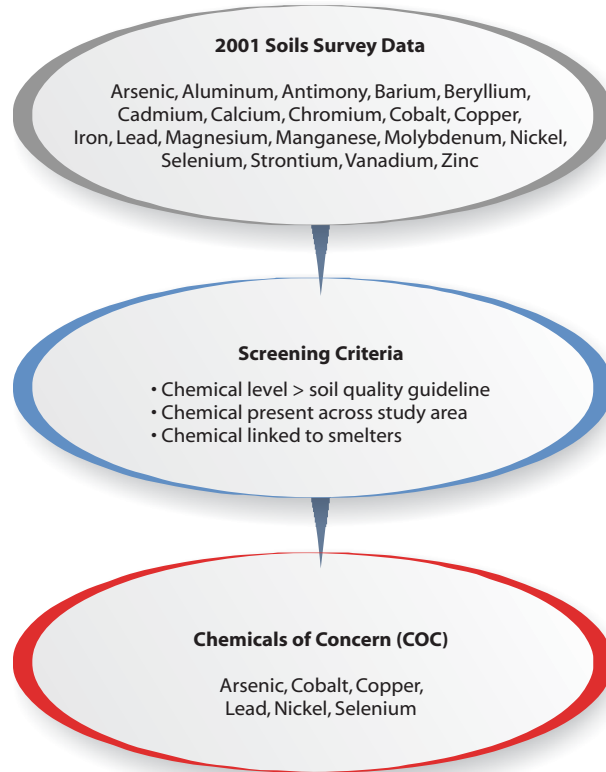 2001 Soils Survey Data
Arsenic, Aluminum, Antimony, Barium, Beryllium,
Cadmium, Calcium, Chromium, Cobalt, Copper,
Iron, Lead, Magnesium, Manganese, Molybdenum, Nickel,
Selenium, Strontium, Vanadium, Zinc
Screening Criteria
• Chemical level > soil quality guideline
• Chemical present across study area
• Chemical linked to smelters
Chemicals of Concern (COC)
Arsenic, Cobalt, Copper,
Lead, Nickel, Selenium